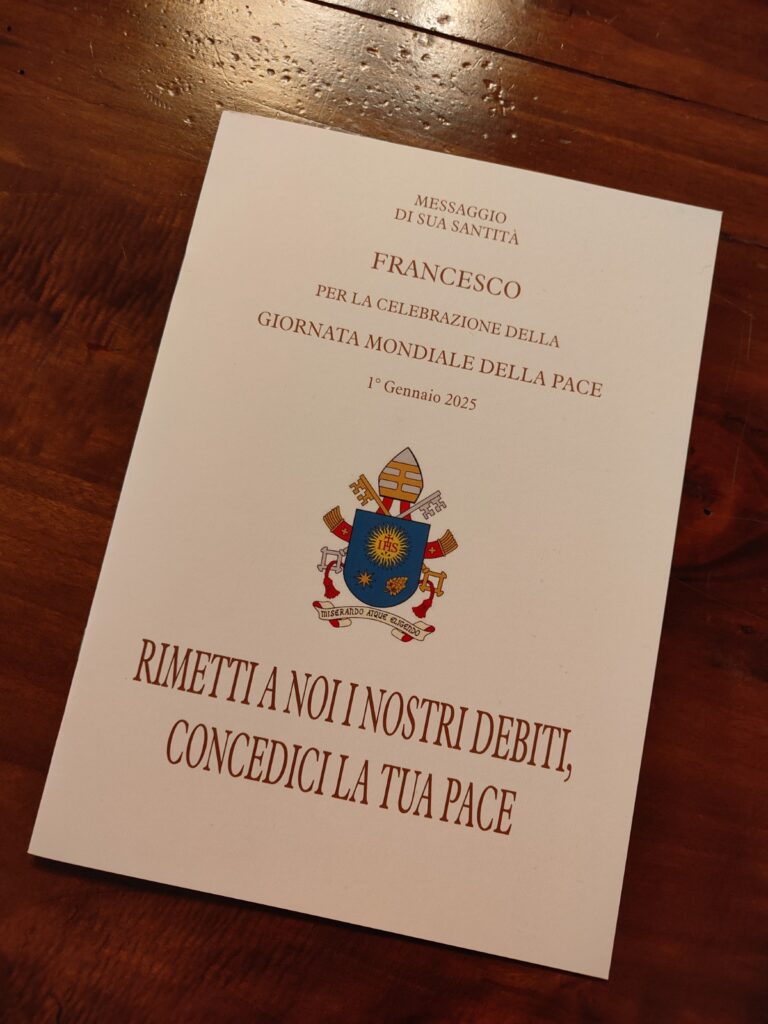 MESSAGGIO
DI SUA SANTITÀ
FRANCESCO
PER LA CELEBRAZIONE DELLA
GIORNATA MONDIALE DELLA PACE
1° Gennaio 2025
IHS
MISERANDO ATQUE ELIGENDO
RIMETTI A NOI I NOSTRI DEBITI,
CONCEDICI LA TUA PACE